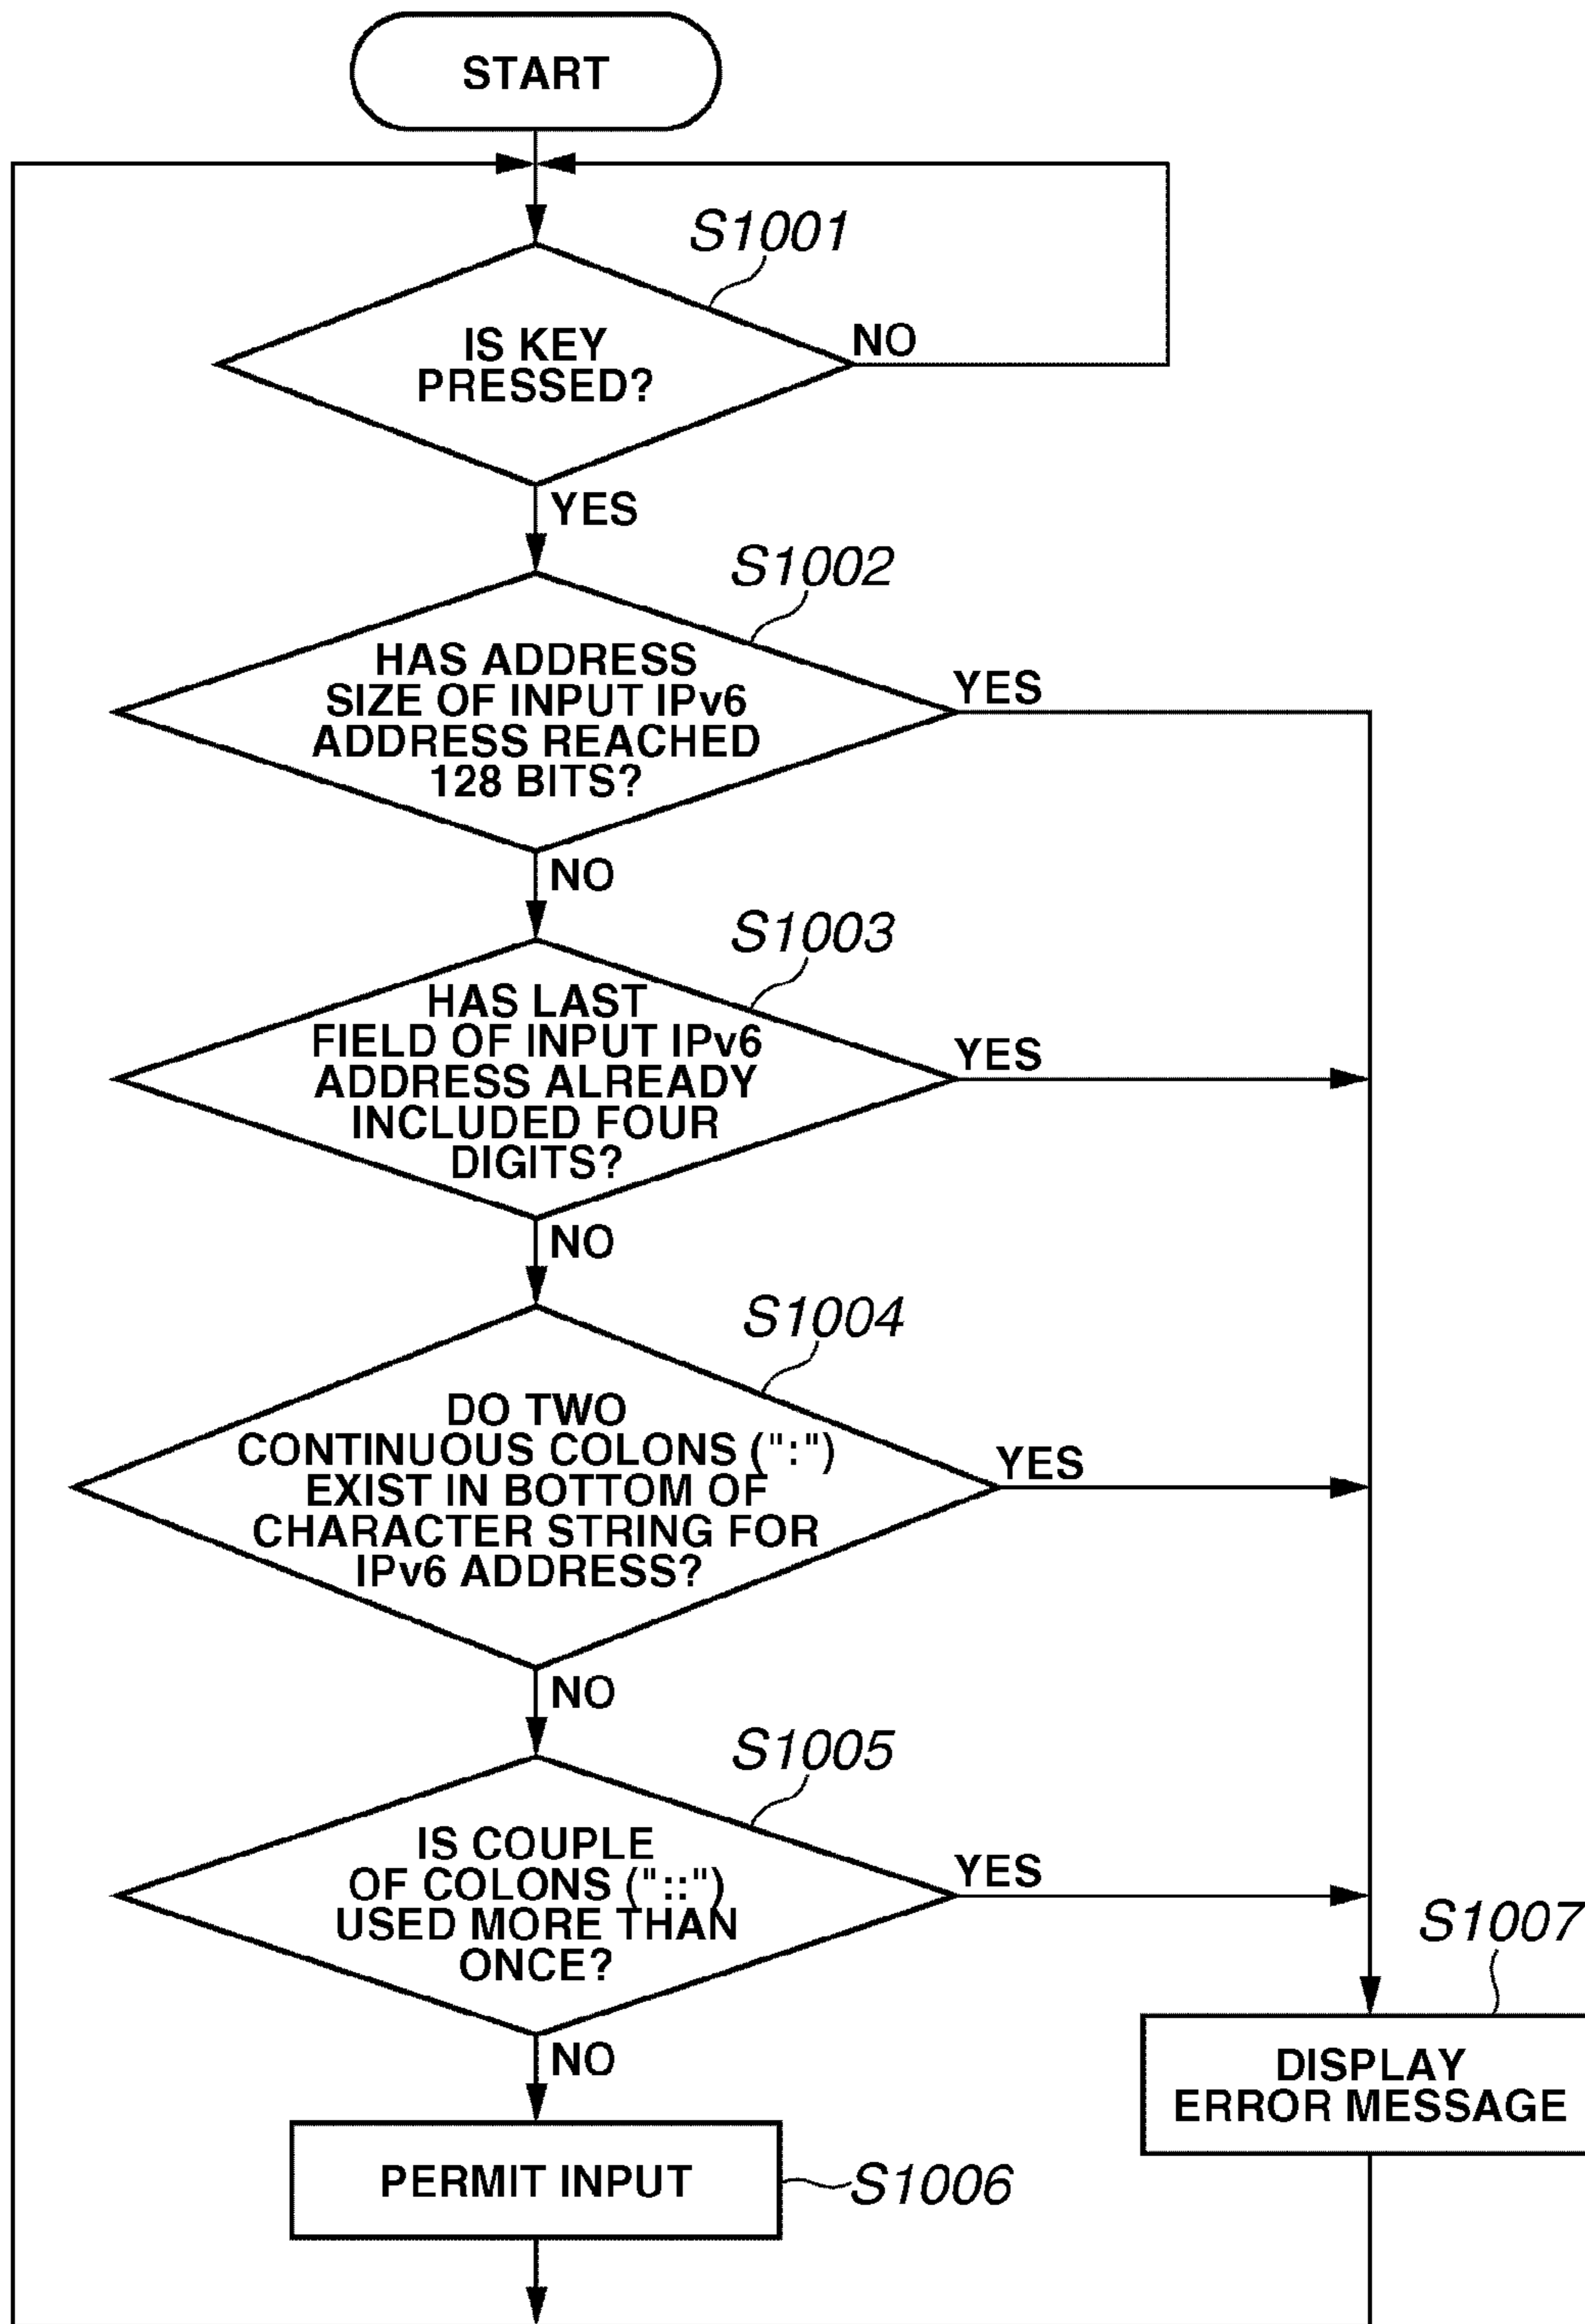 START
S1001
IS KEY
PRESSED?
NO
YES
S1002
HAS ADDRESS
SIZE OF INPUT IPv6
ADDRESS REACHED
128 BITS?
YES
NO
S1003
HAS LAST
FIELD OF INPUT IPv6
ADDRESS ALREADY
INCLUDED FOUR
DIGITS?
YES
NO
S1004
DO TWO
CONTINUOUS COLONS (":")
EXIST IN BOTTOM OF
CHARACTER STRING FOR
IPv6 ADDRESS?
YES
NO
S1005
IS COUPLE
OF COLONS ("::")
USED MORE THAN
ONCE?
YES
NO
S1007
DISPLAY
ERROR MESSAGE
PERMIT INPUT
S1006